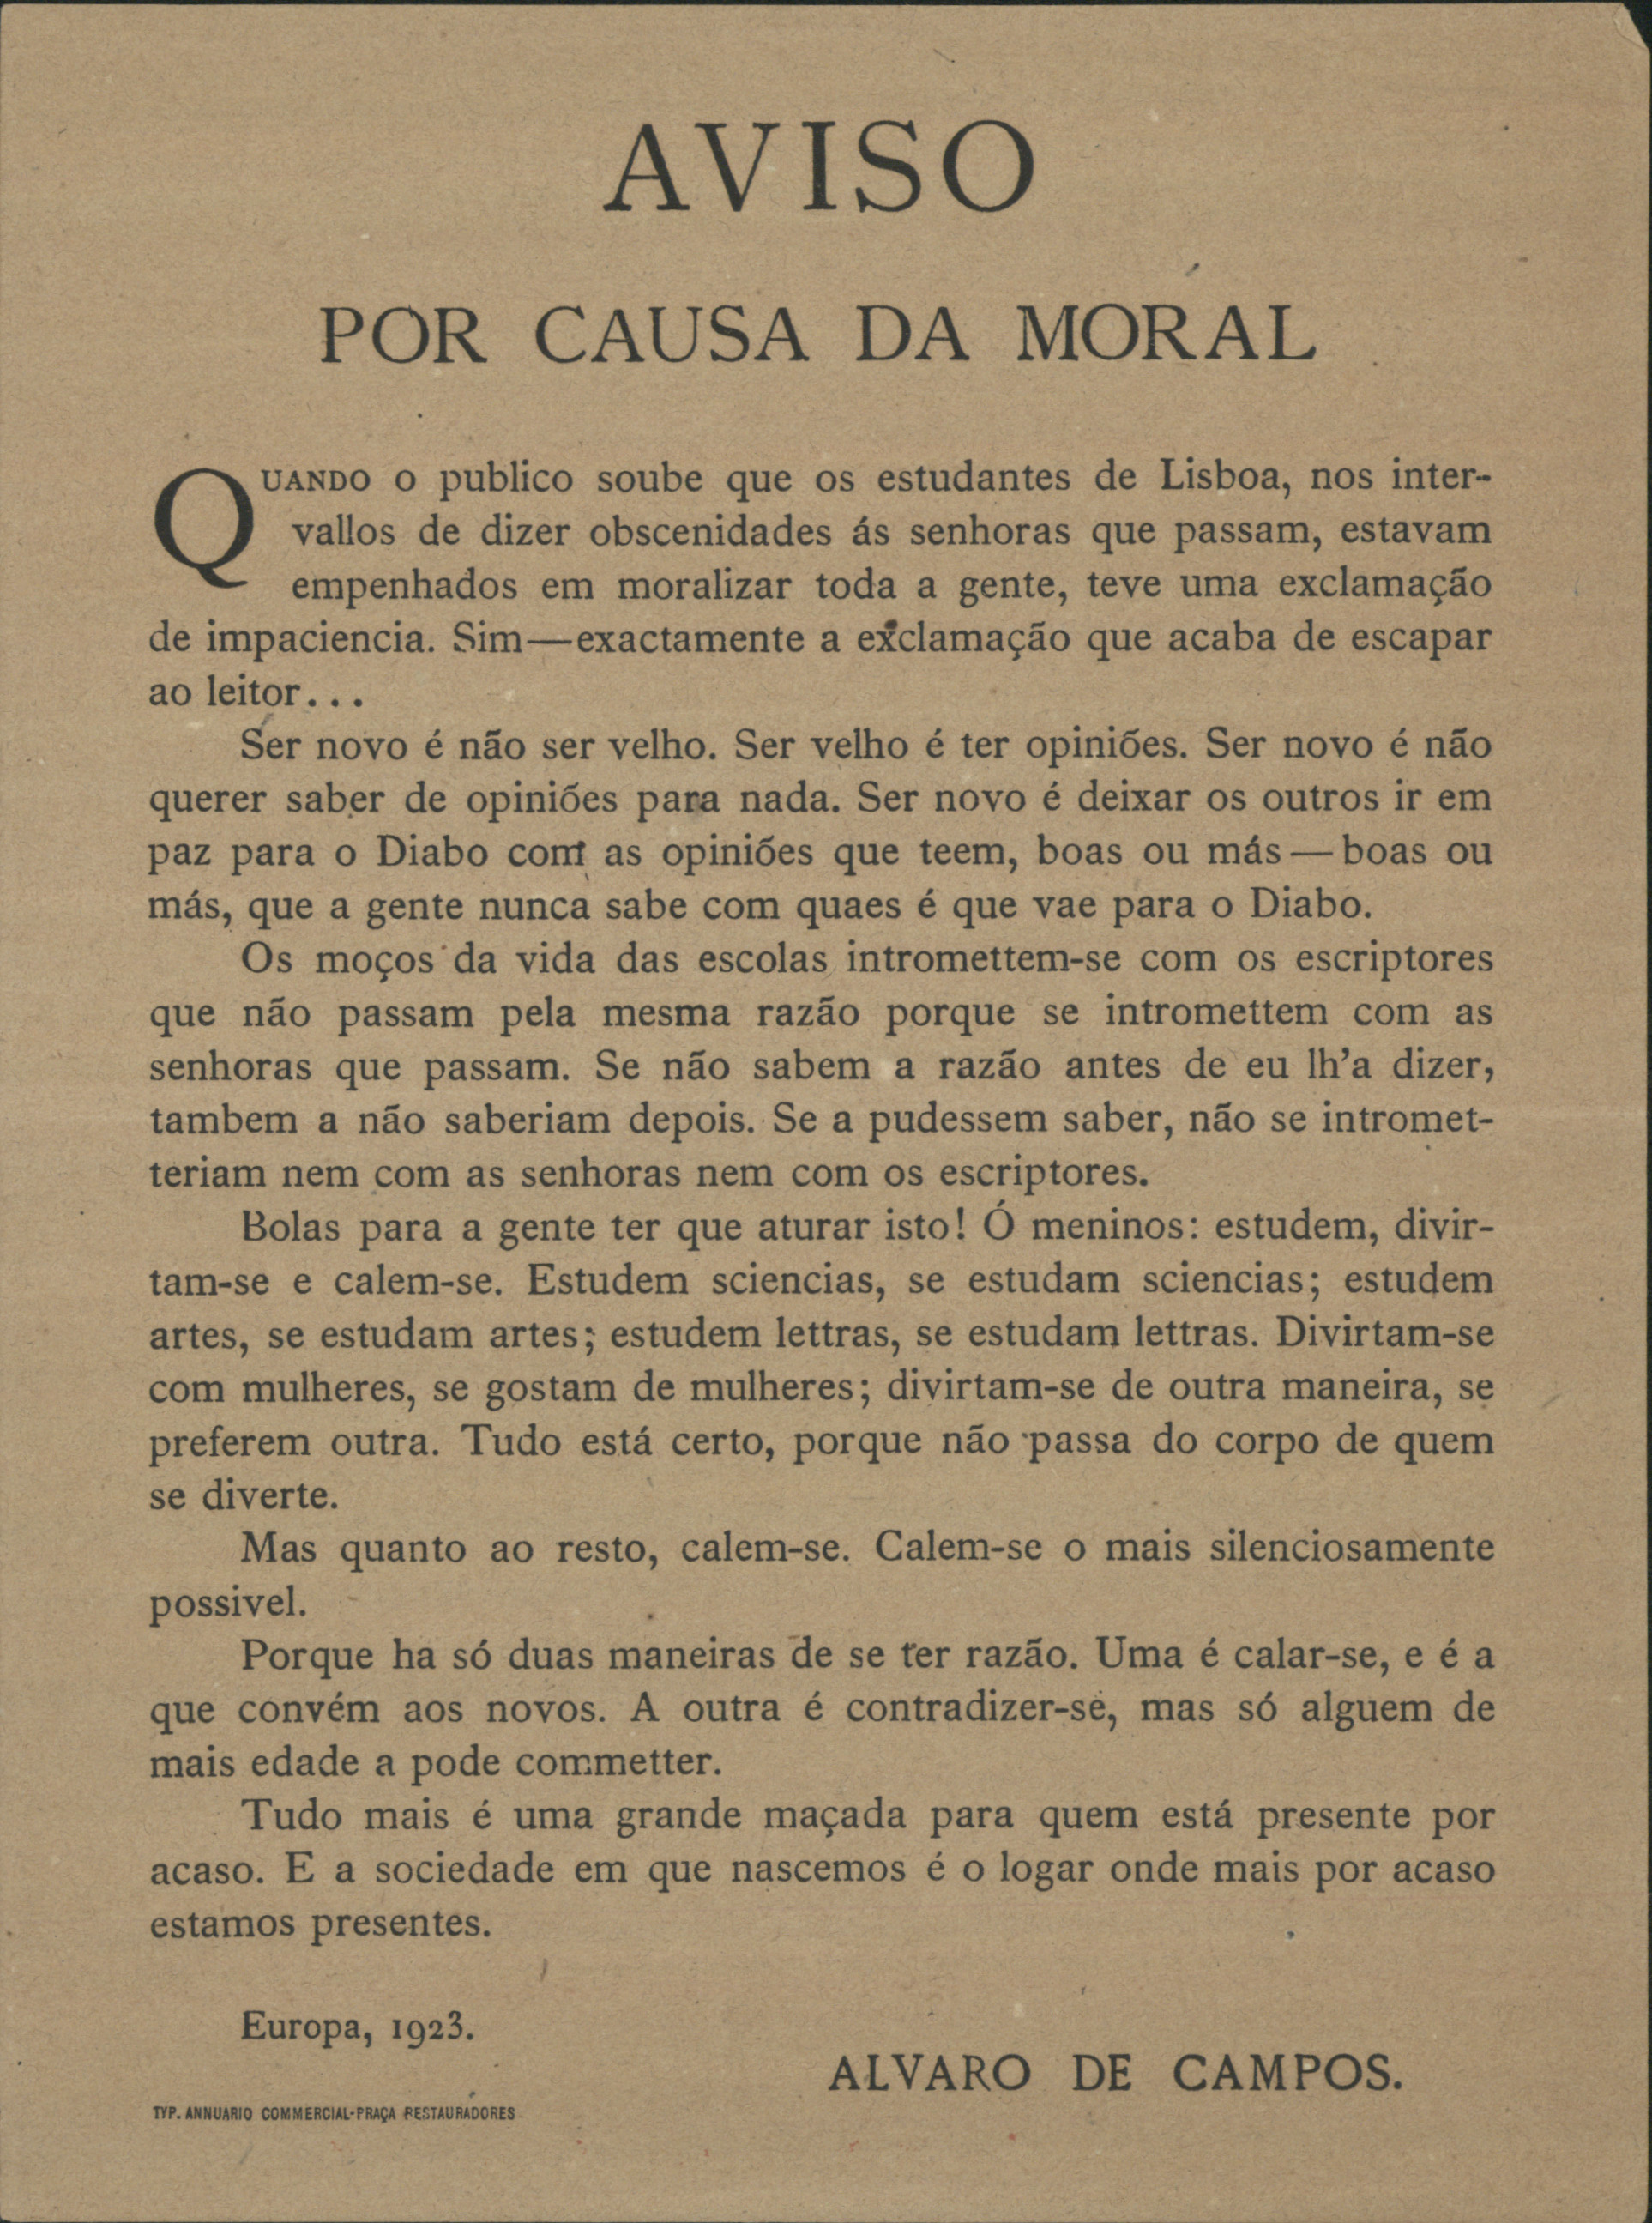 AVISO
POR CAUSA DA MORAL
QUANDO o publico soube que os estudantes de Lisboa, nos inter-
vallos de dizer obscenidades ás senhoras que passam, estavam
empenhados em moralizar toda a gente, teve uma exclamação
de impaciencia. Sim—exactamente a exclamação que acaba de escapar
ao leitor...
Ser novo é não ser velho. Ser velho é ter opiniões. Ser novo é não
querer saber de opiniões para nada. Ser novo é deixar os outros ir em
paz para o Diabo com as opiniões que teem, boas ou más — boas ou
más, que a gente nunca sabe com quaes é que vae para o Diabo.
Os moços da vida das escolas intromettem-se com os escriptores
que não passam pela mesma razão porque se intromettem com as
senhoras que passam. Se não sabem a razão antes de eu lh'a dizer,
tambem a não saberiam depois. Se a pudessem saber, não se intromet-
teriam nem com as senhoras nem com os escriptores.
Bolas para a gente ter que aturar isto! Ó meninos: estudem, divir-
tam-se e calem-se. Estudem sciencias, se estudam sciencias; estudem
artes, se estudam artes; estudem lettras, se estudam lettras. Divirtam-se
com mulheres, se gostam de mulheres; divirtam-se de outra maneira, se
preferem outra. Tudo está certo, porque não passa do corpo de quem
se diverte.
Mas quanto ao resto, calem-se. Calem-se o mais silenciosamente
possivel.
Porque ha só duas maneiras de se ter razão. Uma é calar-se, e é a
que convém aos novos. A outra é contradizer-se, mas só alguem de
mais edade a pode commetter.
Tudo mais é uma grande maçada para quem está presente por
acaso. E a sociedade em que nascemos é o logar onde mais por acaso
estamos presentes.
Europa, 1923.
ALVARO DE CAMPOS.
TYP. ANNUARIO COMMERCIAL-PRAÇA RESTAURADORES